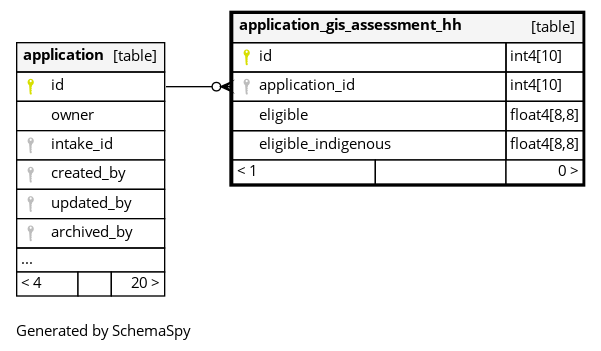 application [table]
id
owner
intake_id
created_by
updated_by
archived_by
...
< 4 20 >
application_gis_assessment_hh [table]
id int4[10]
application_id int4[10]
eligible float4[8,8]
eligible_indigenous float4[8,8]
< 1 0 >
Generated by SchemaSpy